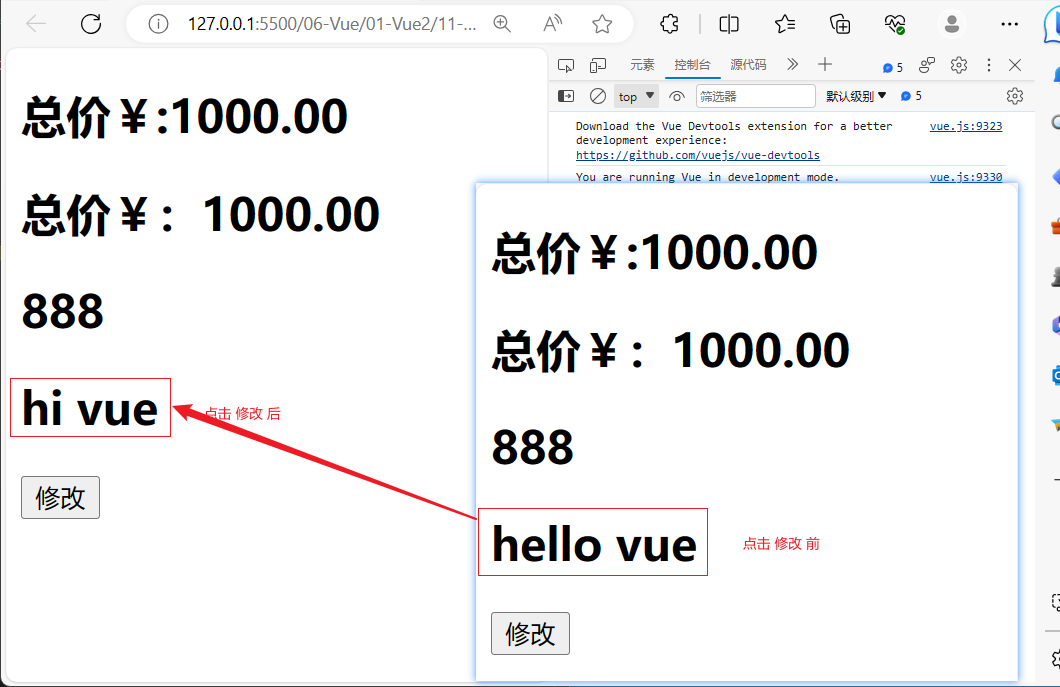 127.0.0.1:5500/06-Vue/01-Vue2/11-...
元素
控制台
源代码
5
top
筛选器
默认级别
5
Download the Vue Devtools extension for a better vue.js:9323
development experience:
https://github.com/vuejs/vue-devtools
You are running Vue in development mode. vue.js:9330
总价￥:1000.00
总价￥：1000.00
888
hi vue
点击 修改 后
修改
总价￥:1000.00
总价￥：1000.00
888
hello vue
点击 修改 前
修改